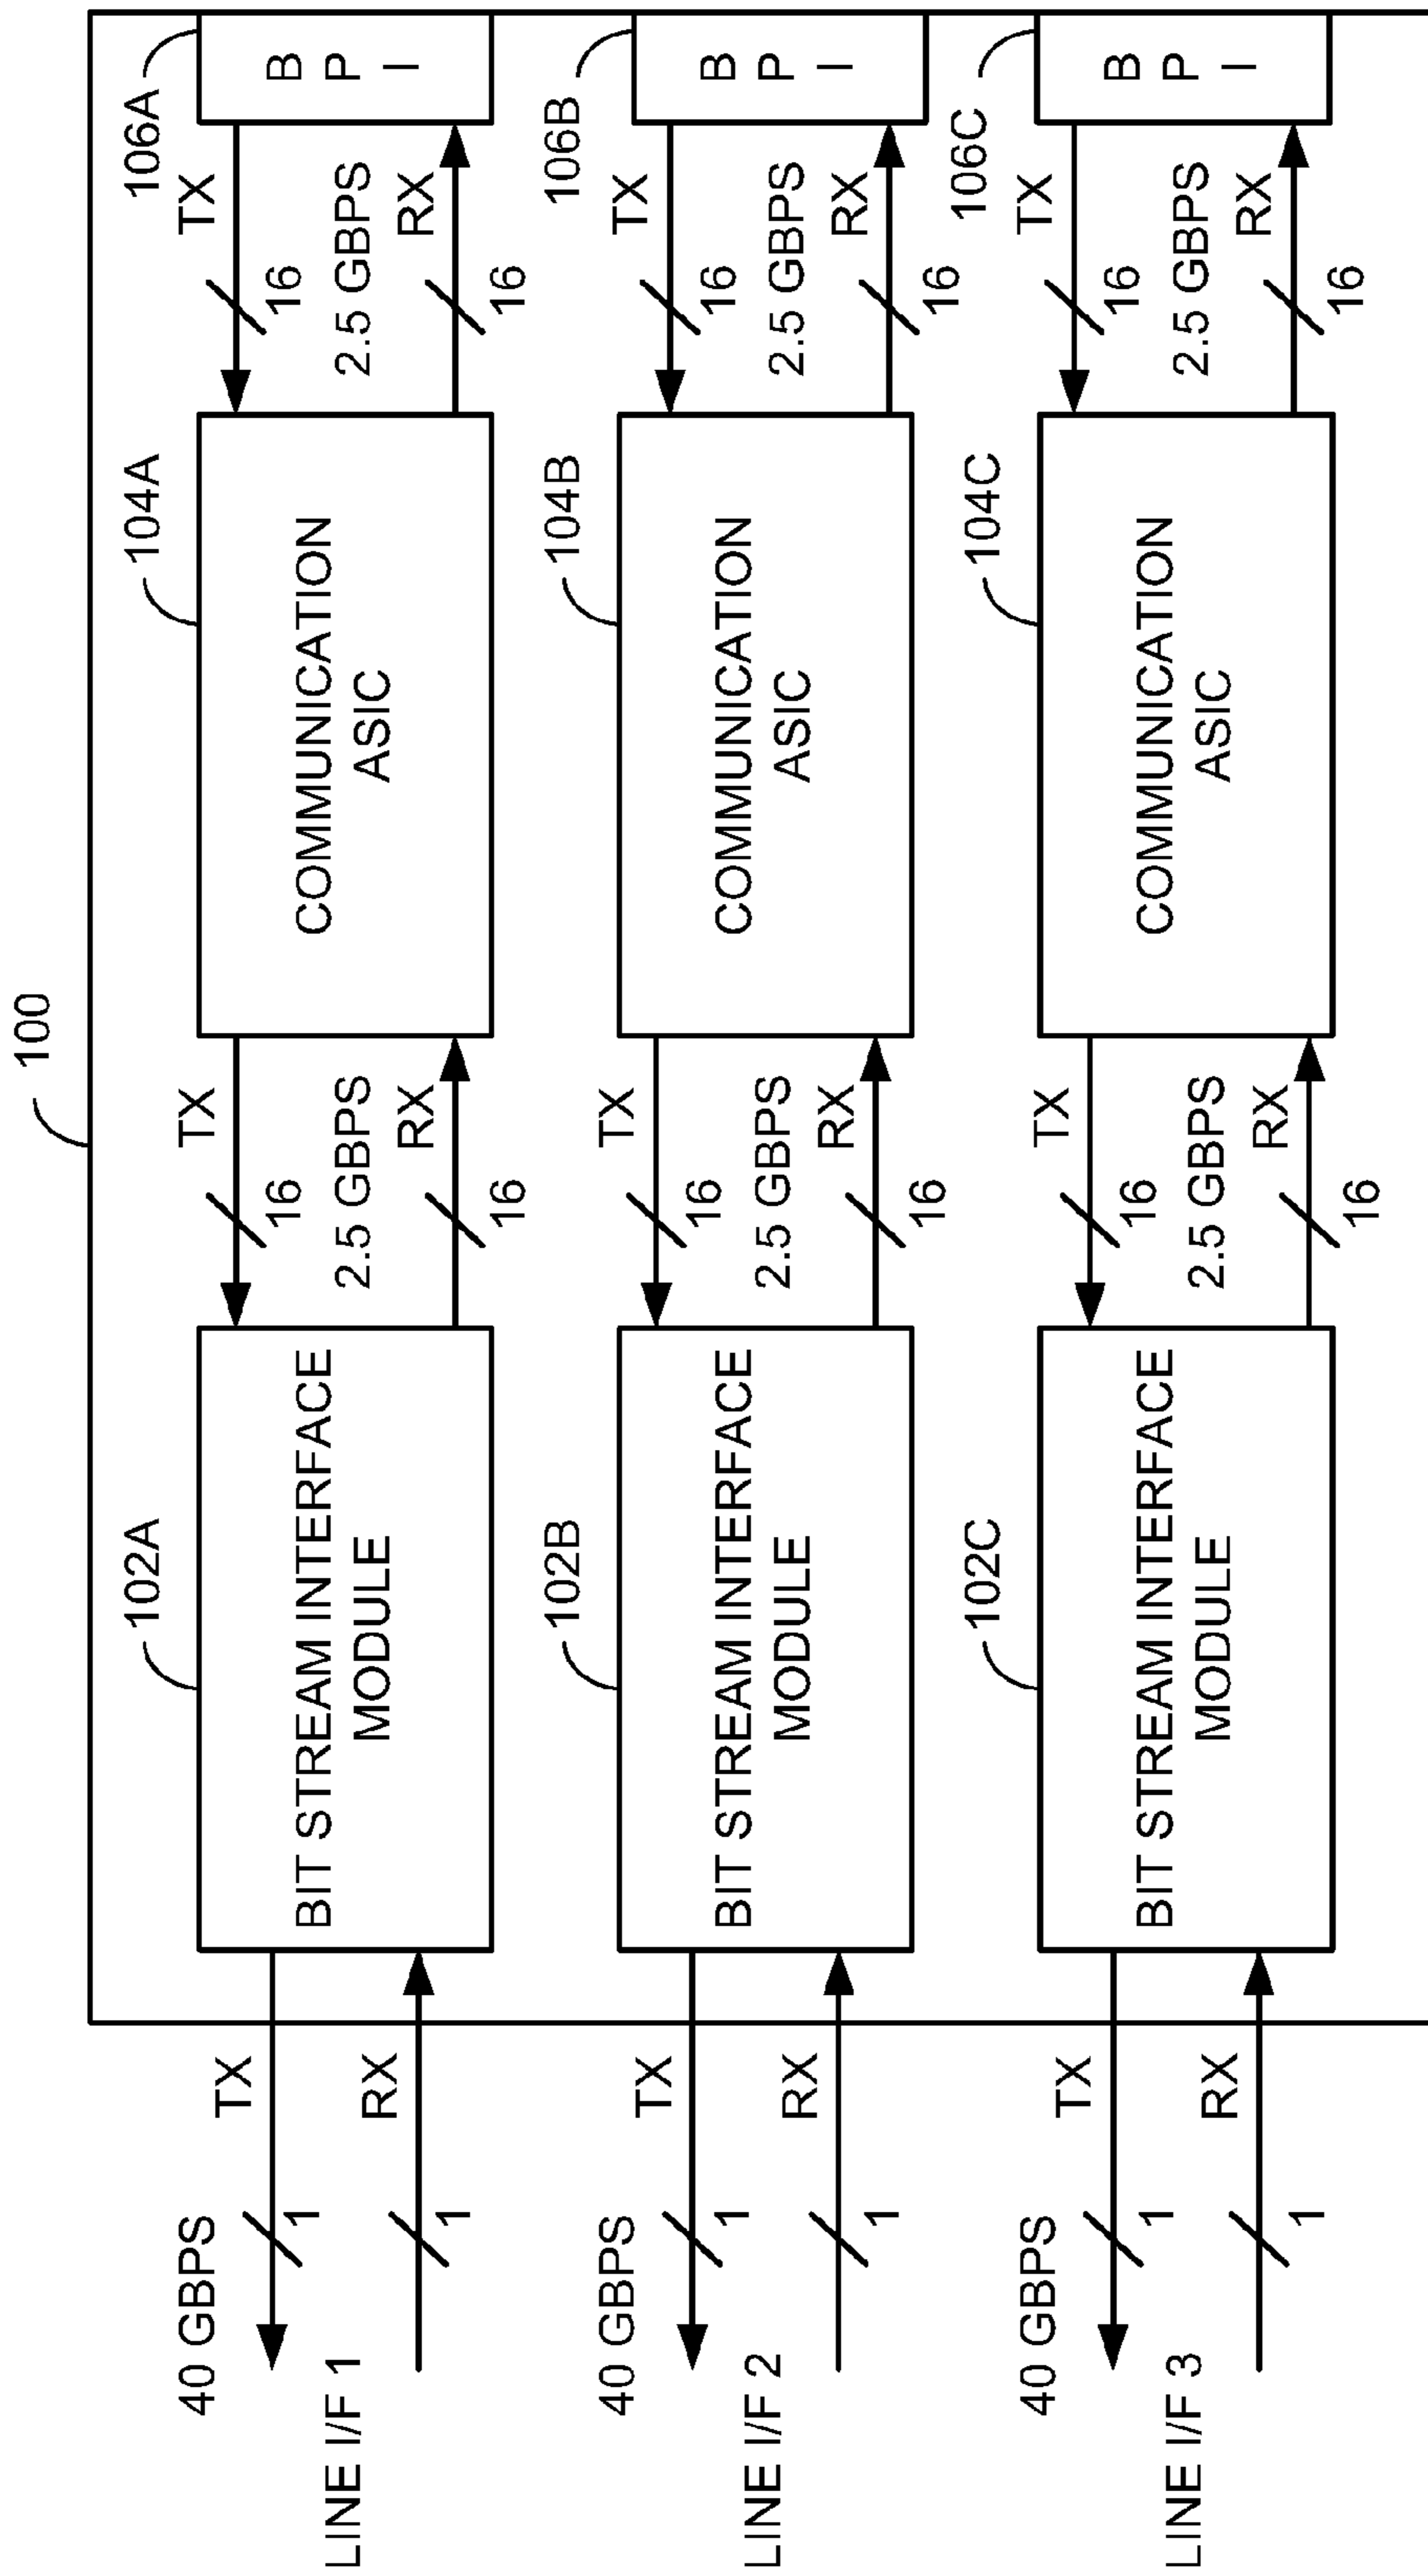 100
102A
104A
106A
40 GBPS
TX
TX
TX
1
16
16
LINE I/F 1
BIT STREAM INTERFACE
MODULE
2.5 GBPS
COMMUNICATION
ASIC
2.5 GBPS
B
P
I
RX
RX
RX
1
16
16
102B
104B
106B
40 GBPS
TX
TX
TX
1
16
16
LINE I/F 2
BIT STREAM INTERFACE
MODULE
2.5 GBPS
COMMUNICATION
ASIC
2.5 GBPS
B
P
I
RX
RX
RX
1
16
16
102C
104C
106C
40 GBPS
TX
TX
TX
1
16
16
LINE I/F 3
BIT STREAM INTERFACE
MODULE
2.5 GBPS
COMMUNICATION
ASIC
2.5 GBPS
B
P
I
RX
RX
RX
1
16
16